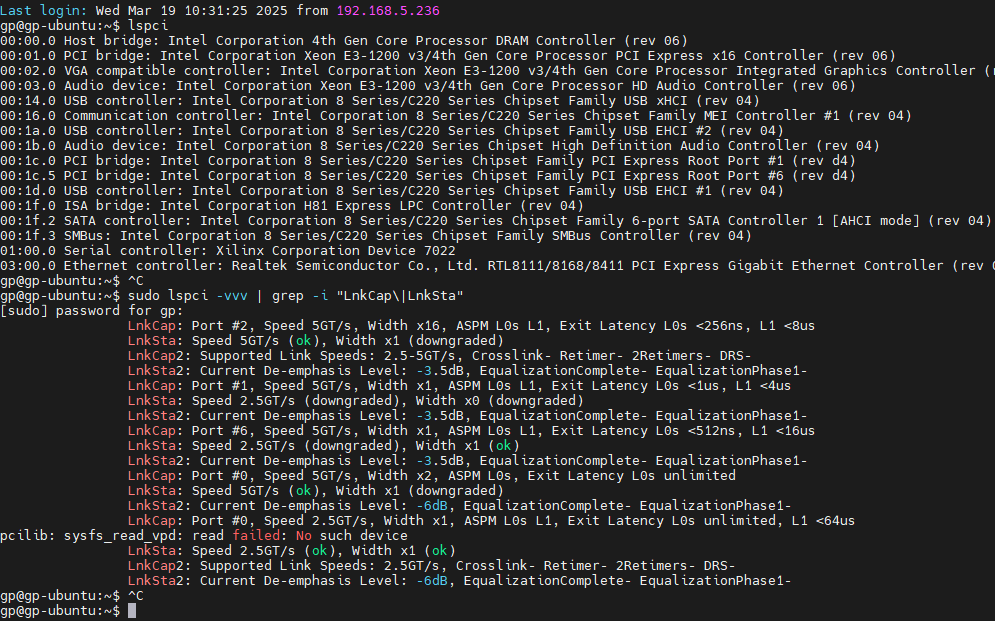 Last login: Wed Mar 19 10:31:25 2025 from 192.168.5.236
gp@gp-ubuntu:~$ lspci
00:00.0 Host bridge: Intel Corporation 4th Gen Core Processor DRAM Controller (rev 06)
00:01.0 PCI bridge: Intel Corporation Xeon E3-1200 v3/4th Gen Core Processor PCI Express x16 Controller (rev 06)
00:02.0 VGA compatible controller: Intel Corporation Xeon E3-1200 v3/4th Gen Core Processor Integrated Graphics Controller (
00:03.0 Audio device: Intel Corporation Xeon E3-1200 v3/4th Gen Core Processor HD Audio Controller (rev 06)
00:14.0 USB controller: Intel Corporation 8 Series/C220 Series Chipset Family USB xHCI (rev 04)
00:16.0 Communication controller: Intel Corporation 8 Series/C220 Series Chipset Family MEI Controller #1 (rev 04)
00:1a.0 USB controller: Intel Corporation 8 Series/C220 Series Chipset Family USB EHCI #2 (rev 04)
00:1b.0 Audio device: Intel Corporation 8 Series/C220 Series Chipset High Definition Audio Controller (rev 04)
00:1c.0 PCI bridge: Intel Corporation 8 Series/C220 Series Chipset Family PCI Express Root Port #1 (rev d4)
00:1c.5 PCI bridge: Intel Corporation 8 Series/C220 Series Chipset Family PCI Express Root Port #6 (rev d4)
00:1d.0 USB controller: Intel Corporation 8 Series/C220 Series Chipset Family USB EHCI #1 (rev 04)
00:1f.0 ISA bridge: Intel Corporation H81 Express LPC Controller (rev 04)
00:1f.2 SATA controller: Intel Corporation 8 Series/C220 Series Chipset Family 6-port SATA Controller 1 [AHCI mode] (rev 04)
00:1f.3 SMBus: Intel Corporation 8 Series/C220 Series Chipset Family SMBus Controller (rev 04)
01:00.0 Serial controller: Xilinx Corporation Device 7022
03:00.0 Ethernet controller: Realtek Semiconductor Co., Ltd. RTL8111/8168/8411 PCI Express Gigabit Ethernet Controller (rev
gp@gp-ubuntu:~$ ^C
gp@gp-ubuntu:~$ sudo lspci -vvv | grep -i "LnkCap\|LnkSta"
[sudo] password for gp:
LnkCap: Port #2, Speed 5GT/s, Width x16, ASPM L0s L1, Exit Latency L0s <256ns, L1 <8us
LnkSta: Speed 5GT/s (ok), Width x1 (downgraded)
LnkCap2: Supported Link Speeds: 2.5-5GT/s, Crosslink- Retimer- 2Retimers- DRS-
LnkSta2: Current De-emphasis Level: -3.5dB, EqualizationComplete- EqualizationPhase1-
LnkCap: Port #1, Speed 5GT/s, Width x1, ASPM L0s L1, Exit Latency L0s <1us, L1 <4us
LnkSta: Speed 2.5GT/s (downgraded), Width x0 (downgraded)
LnkSta2: Current De-emphasis Level: -3.5dB, EqualizationComplete- EqualizationPhase1-
LnkCap: Port #6, Speed 5GT/s, Width x1, ASPM L0s L1, Exit Latency L0s <512ns, L1 <16us
LnkSta: Speed 2.5GT/s (downgraded), Width x1 (ok)
LnkSta2: Current De-emphasis Level: -3.5dB, EqualizationComplete- EqualizationPhase1-
LnkCap: Port #0, Speed 5GT/s, Width x2, ASPM L0s, Exit Latency L0s unlimited
LnkSta: Speed 5GT/s (ok), Width x1 (downgraded)
LnkSta2: Current De-emphasis Level: -6dB, EqualizationComplete- EqualizationPhase1-
LnkCap: Port #0, Speed 2.5GT/s, Width x1, ASPM L0s L1, Exit Latency L0s unlimited, L1 <64us
pcilib: sysfs_read_vpd: read failed: No such device
LnkSta: Speed 2.5GT/s (ok), Width x1 (ok)
LnkCap2: Supported Link Speeds: 2.5GT/s, Crosslink- Retimer- 2Retimers- DRS-
LnkSta2: Current De-emphasis Level: -6dB, EqualizationComplete- EqualizationPhase1-
gp@gp-ubuntu:~$ ^C
gp@gp-ubuntu:~$